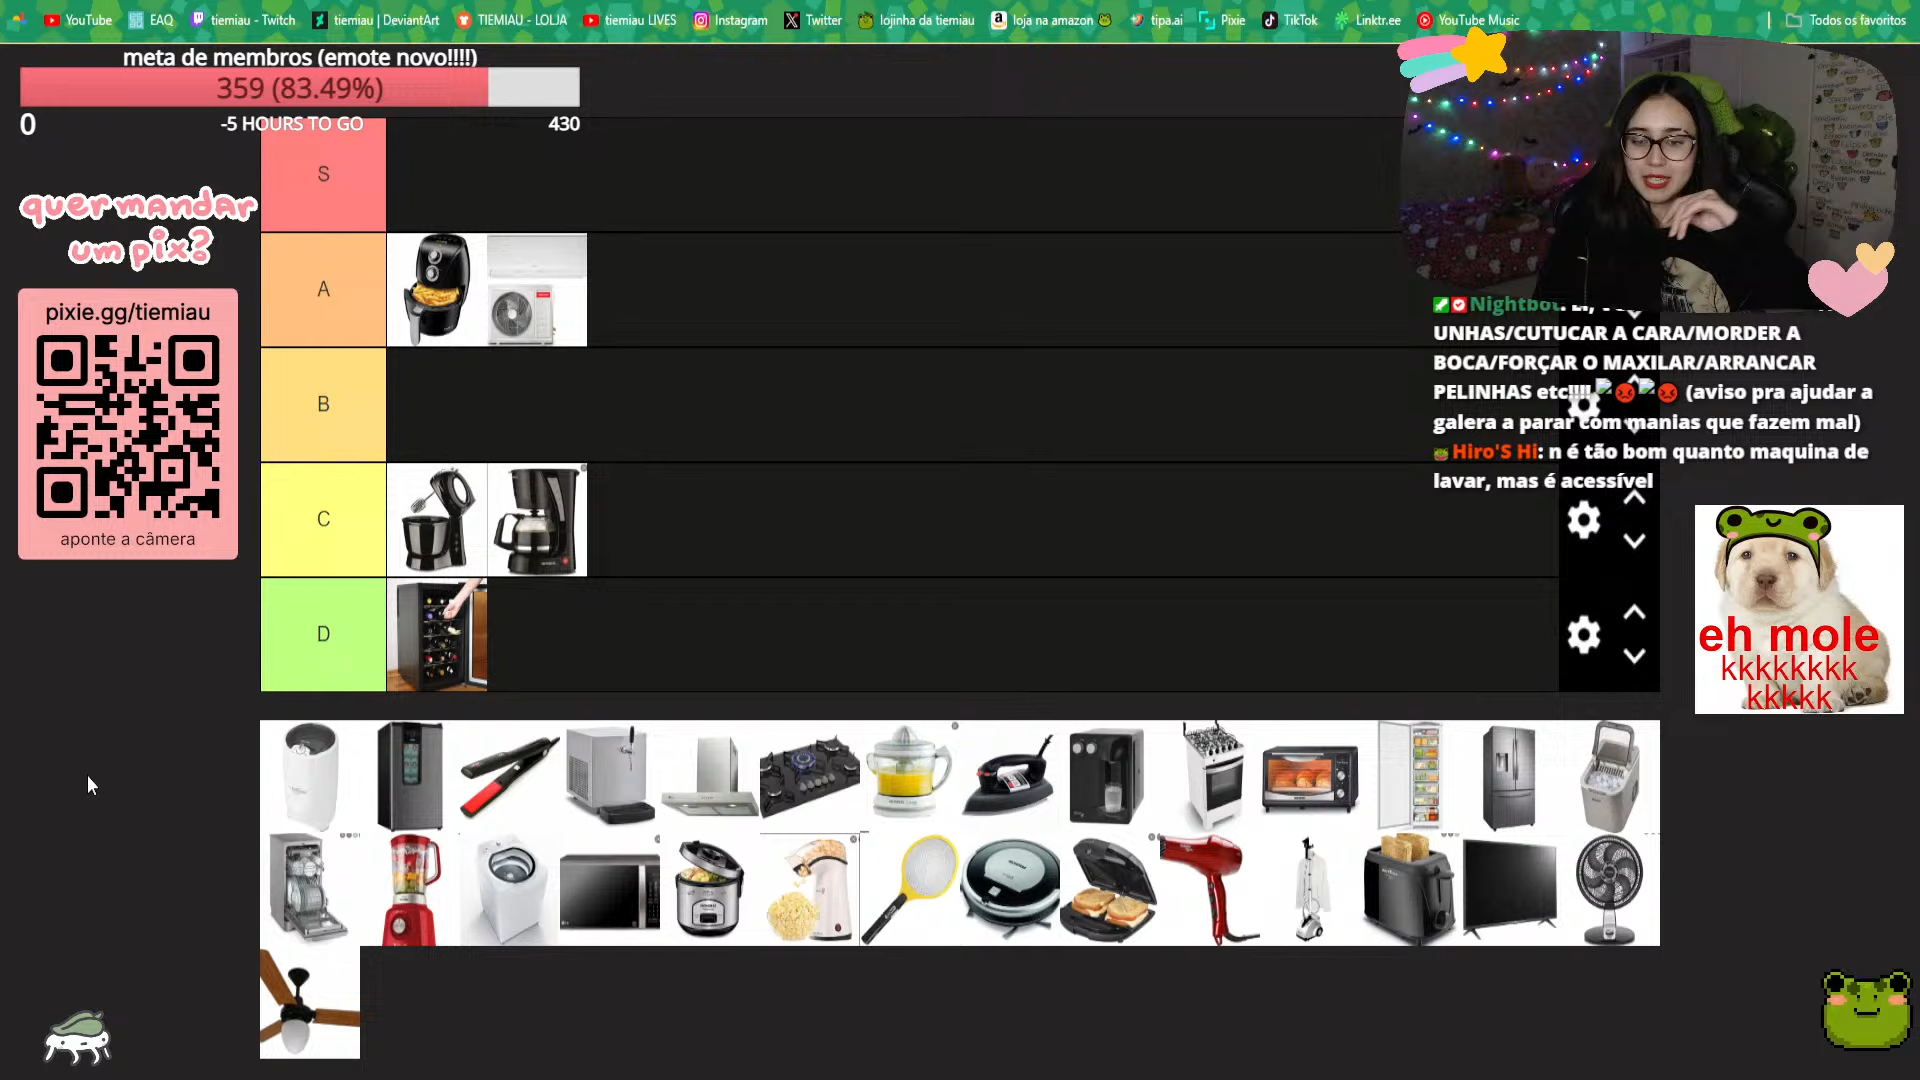 YouTube EAQ tiemiau - Twitch tiemiau | DeviantArt TIEMIAU - LOLJA tiemiau LIVES Instagram Twitter lojinha da tiemiau loja na amazon tipa.ai Pixie TikTok Linktr.ee YouTube Music Todos os favoritos
meta de membros (emote novo!!!!)
359 (83.49%)
0 -5 HOURS TO GO 430
quer mandar
um pix?
pixie.gg/tiemiau
aponte a câmera
S
A
B
C
D
Nightbot:
UNHAS/CUTUCAR A CARA/MORDER A
BOCA/FORÇAR O MAXILAR/ARRANCAR
PELINHAS etc!!!! (aviso pra ajudar a
galera a parar com manias que fazem mal)
Hiro'S Hi: n é tão bom quanto maquina de
lavar, mas é acessível
eh mole
kkkkkkkk
kkkkk